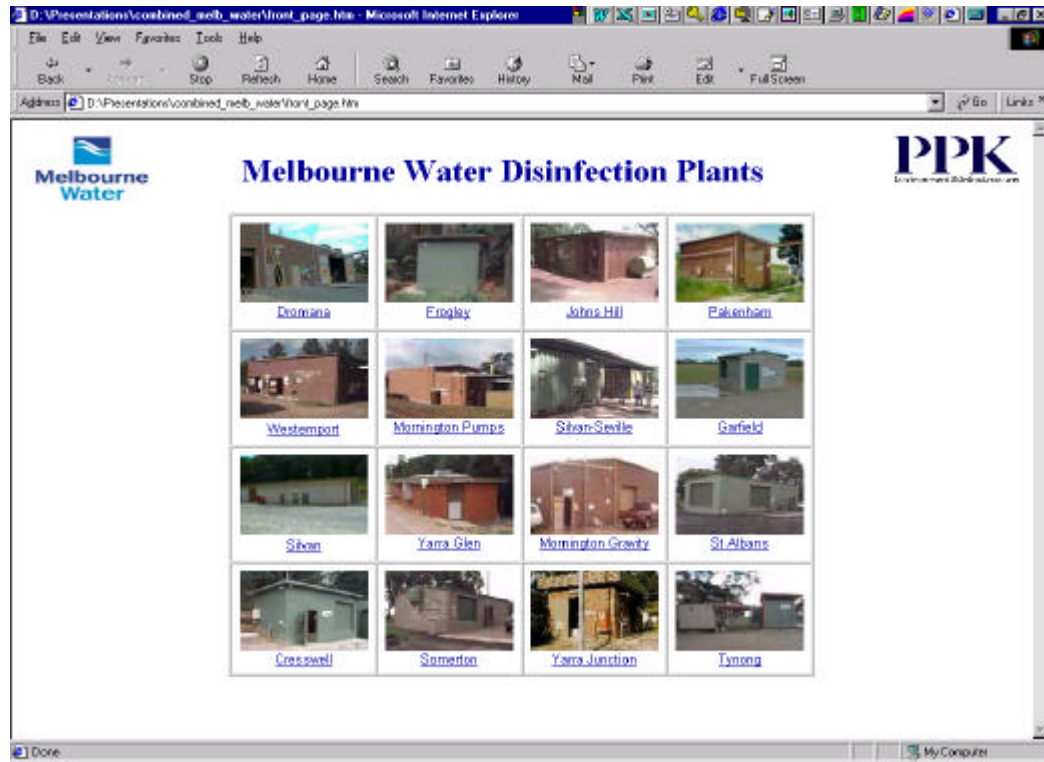 D:\Presentations\combined_melb_water\front_page.htm - Microsoft Internet Explorer
File Edit View Favorites Tools Help
Back Stop Refresh Home Search Favorites History Mail Print Edit Full Screen
Address D:\Presentations\combined_melb_water\front_page.htm Go Links
Melbourne
Water
Melbourne Water Disinfection Plants
PPK
Dromana Frogley Johns Hill Pakenham
Westernport Mornington Pumps Silvan-Seville Garfield
Silvan Yarra Glen Mornington Gravity St.Albans
Cresswell Somerton Yarra Junction Tynong
Done My Computer